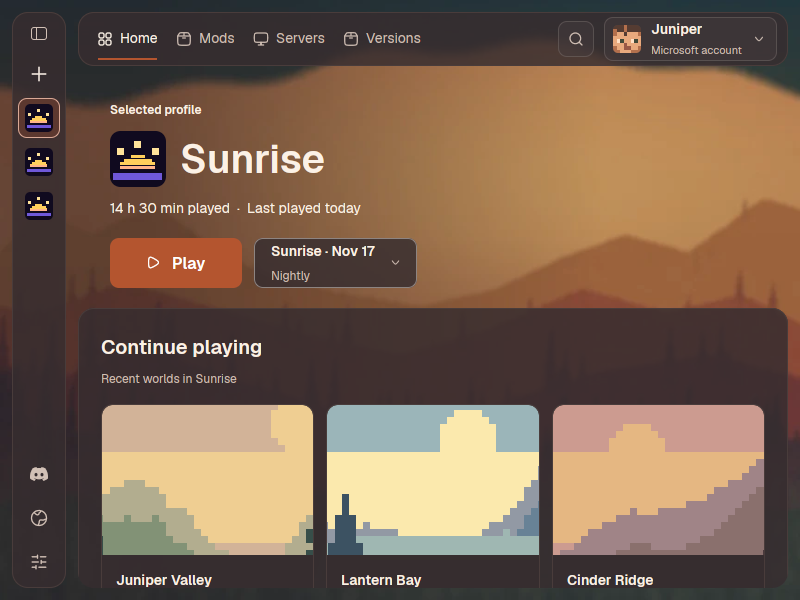 Home
Mods
Servers
Versions
Juniper
Microsoft account
Selected profile
Sunrise
14 h 30 min played · Last played today
Play
Sunrise · Nov 17
Nightly
Continue playing
Recent worlds in Sunrise
Juniper Valley
Lantern Bay
Cinder Ridge